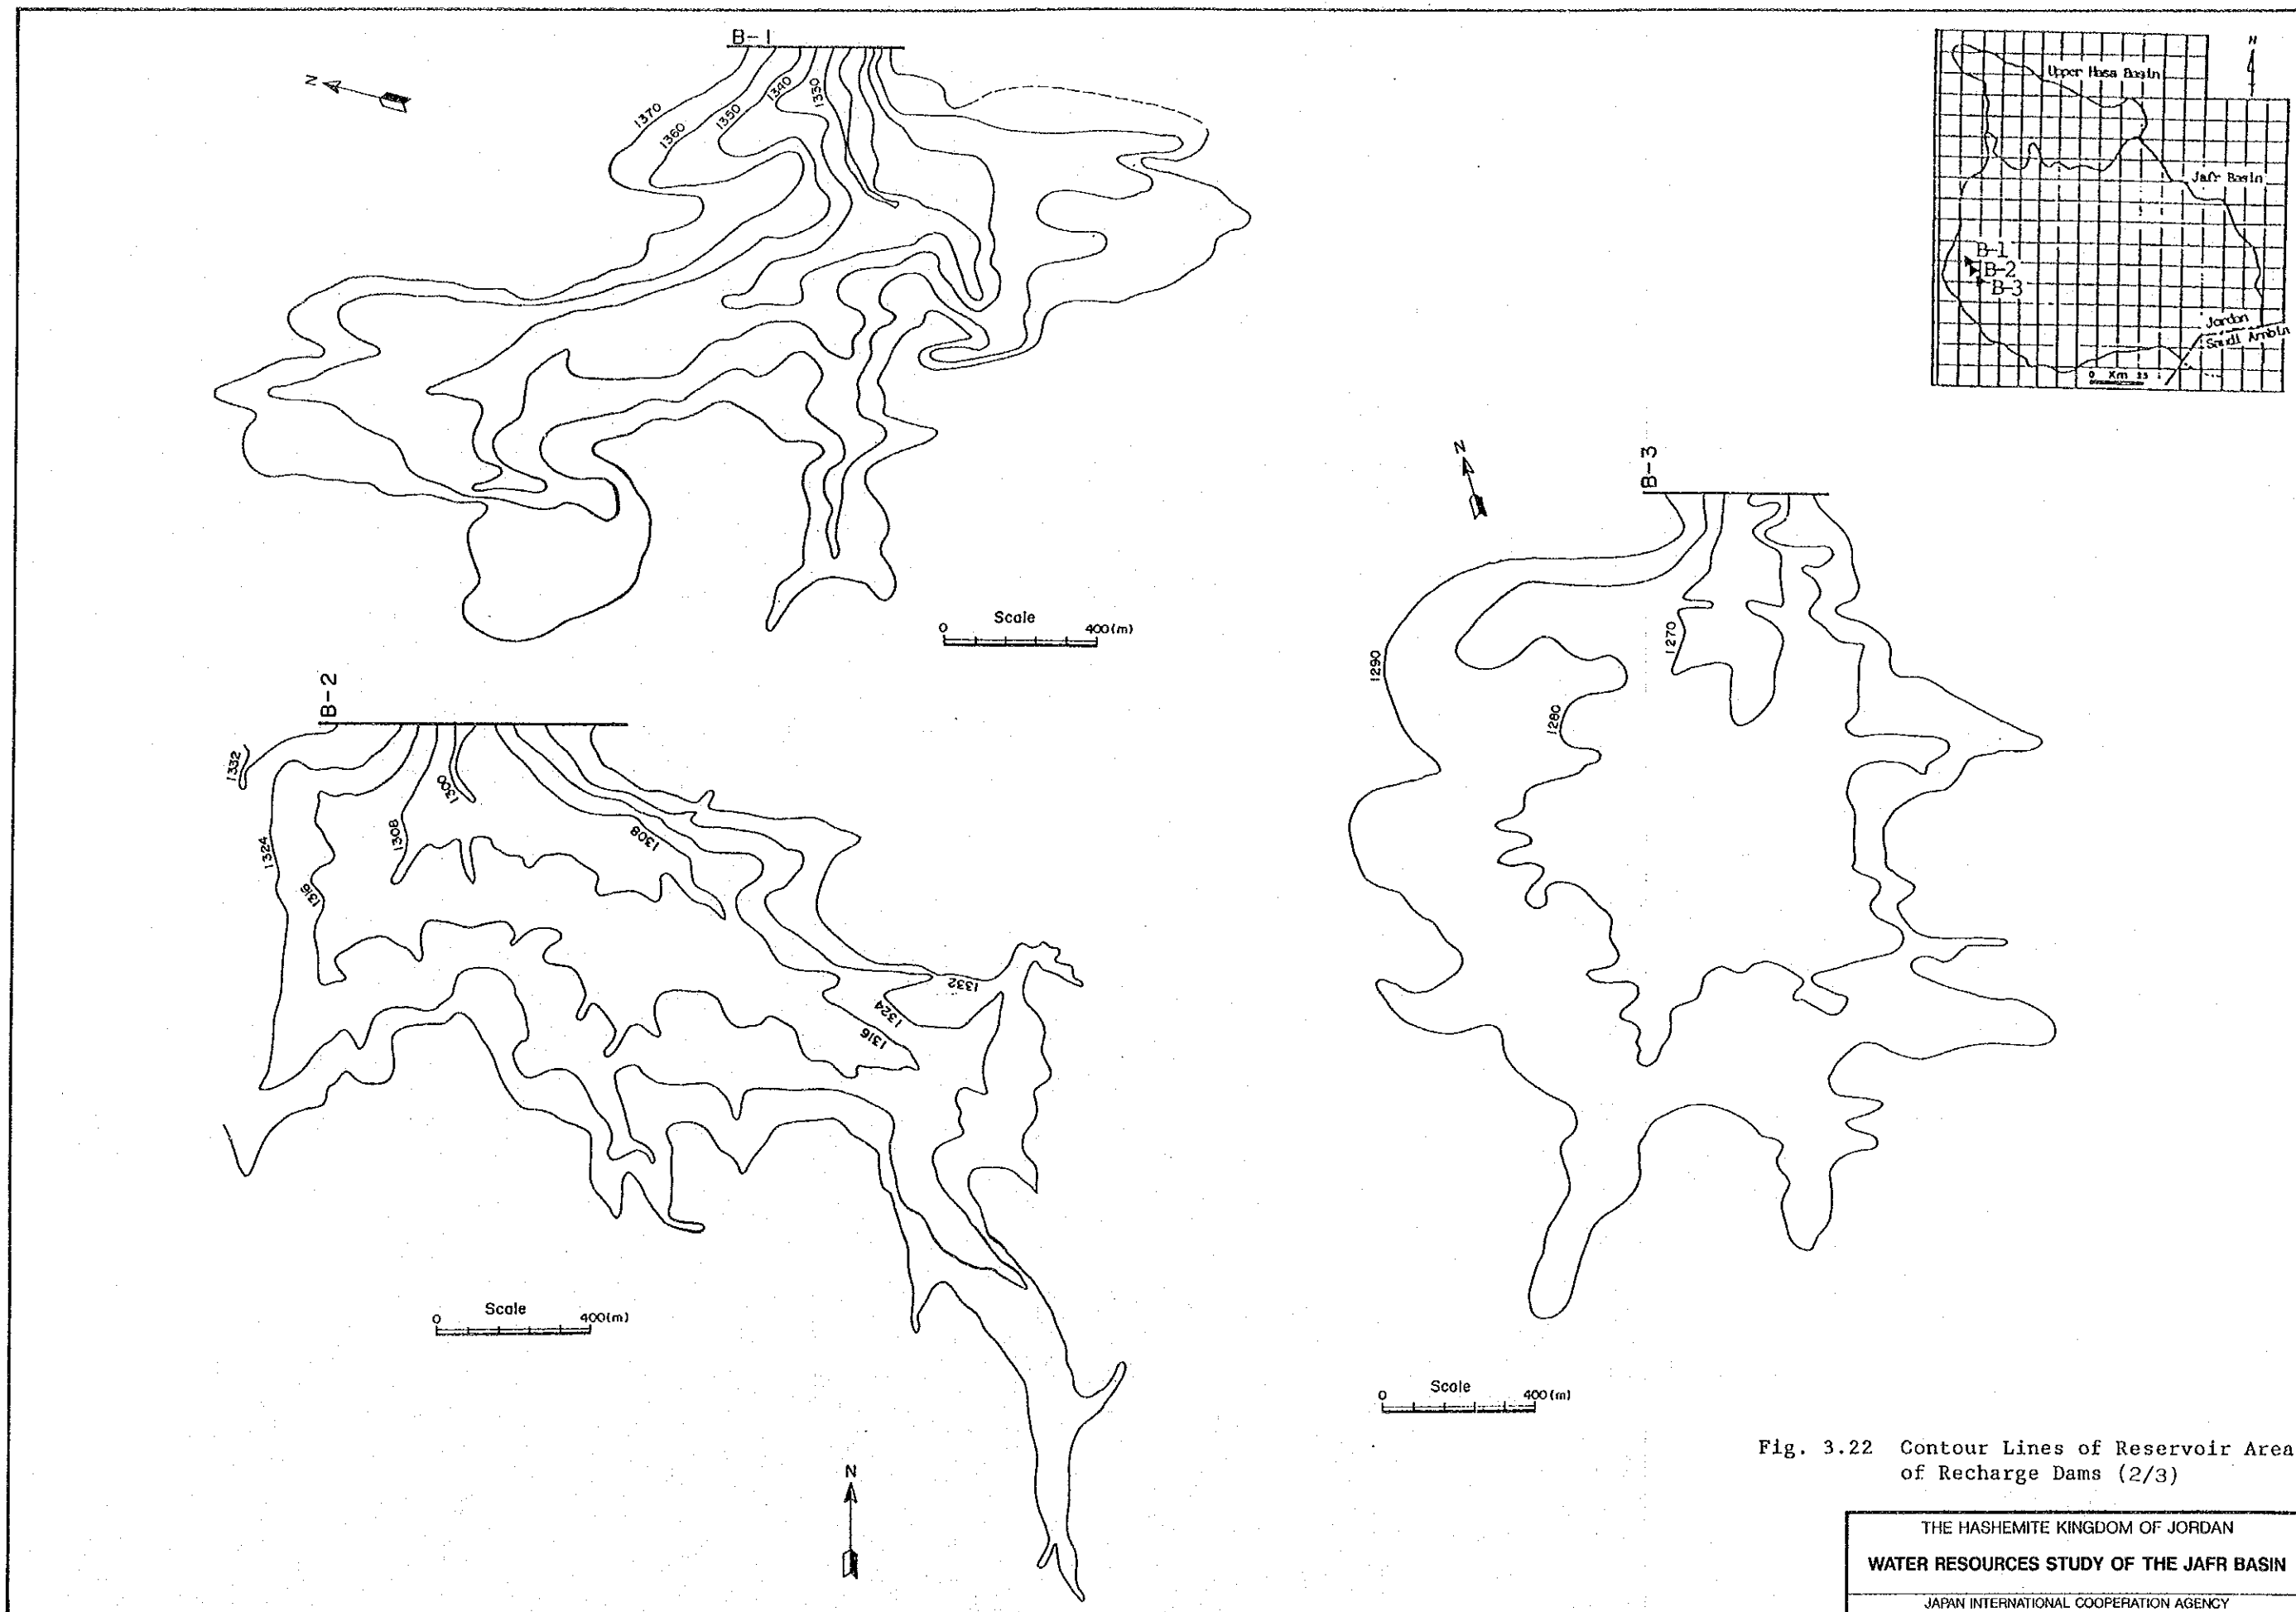 B-1
N
1370
1360
1350
1340
1330
Scale
0 400(m)
N
Upper Hasa Basin
Jafr Basin
B-1
B-2
B-3
Jordan
Saudi Arabia
0 Km 25
B-2
1332
1324
1316
1308
1300
1308
1332
1324
1316
Scale
0 400(m)
N
B-3
N
1290
1280
1270
Scale
0 400(m)
Fig. 3.22 Contour Lines of Reservoir Area
of Recharge Dams (2/3)
THE HASHEMITE KINGDOM OF JORDAN
WATER RESOURCES STUDY OF THE JAFR BASIN
JAPAN INTERNATIONAL COOPERATION AGENCY